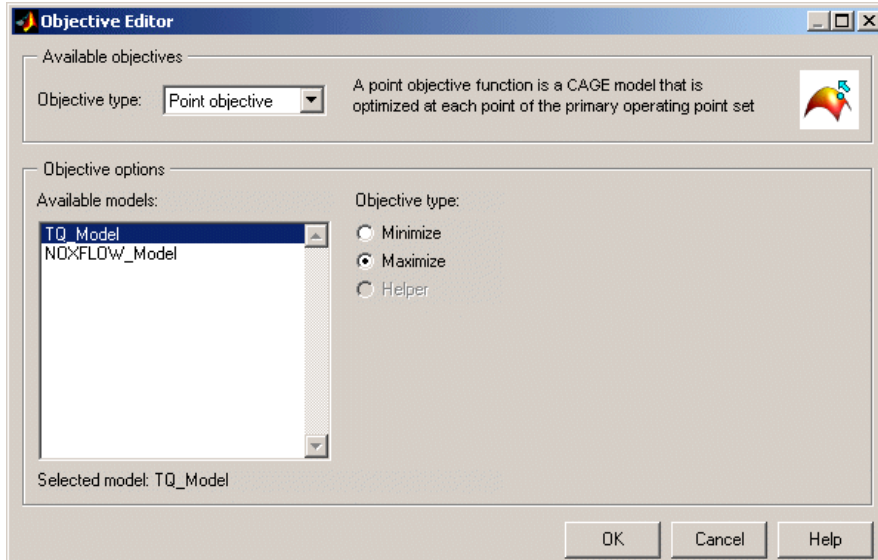 Objective Editor
Available objectives
Objective type: Point objective
A point objective function is a CAGE model that is
optimized at each point of the primary operating point set
Objective options
Available models:
TQ_Model
NOXFLOW_Model
Selected model: TQ_Model
Objective type:
Minimize
Maximize
Helper
OK Cancel Help